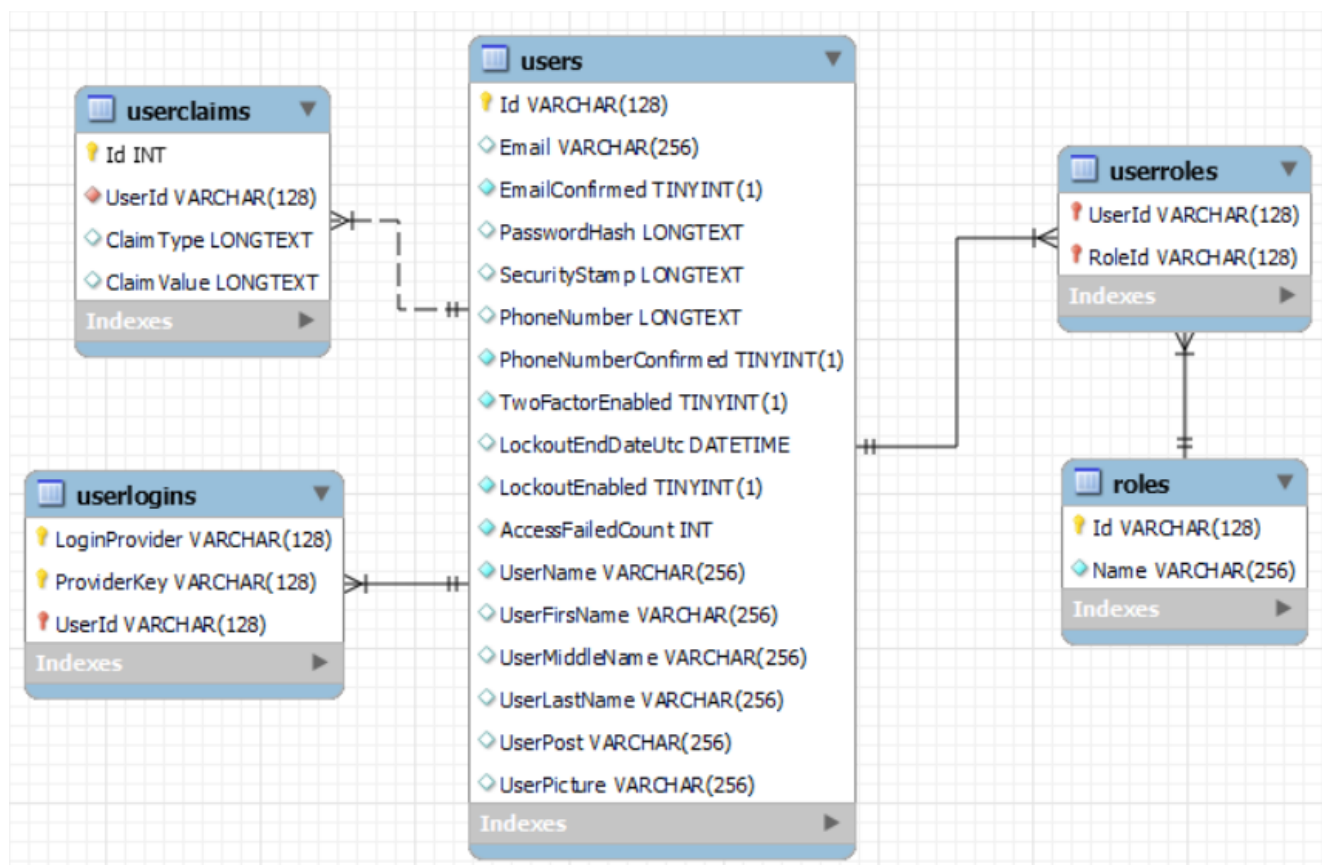 userclaims
Id INT
UserId VARCHAR(128)
ClaimType LONGTEXT
ClaimValue LONGTEXT
Indexes
userlogins
LoginProvider VARCHAR(128)
ProviderKey VARCHAR(128)
UserId VARCHAR(128)
Indexes
users
Id VARCHAR(128)
Email VARCHAR(256)
EmailConfirmed TINYINT(1)
PasswordHash LONGTEXT
SecurityStamp LONGTEXT
PhoneNumber LONGTEXT
PhoneNumberConfirmed TINYINT(1)
TwoFactorEnabled TINYINT(1)
LockoutEndDateUtc DATETIME
LockoutEnabled TINYINT(1)
AccessFailedCount INT
UserName VARCHAR(256)
UserFirsName VARCHAR(256)
UserMiddleName VARCHAR(256)
UserLastName VARCHAR(256)
UserPost VARCHAR(256)
UserPicture VARCHAR(256)
Indexes
userroles
UserId VARCHAR(128)
RoleId VARCHAR(128)
Indexes
roles
Id VARCHAR(128)
Name VARCHAR(256)
Indexes